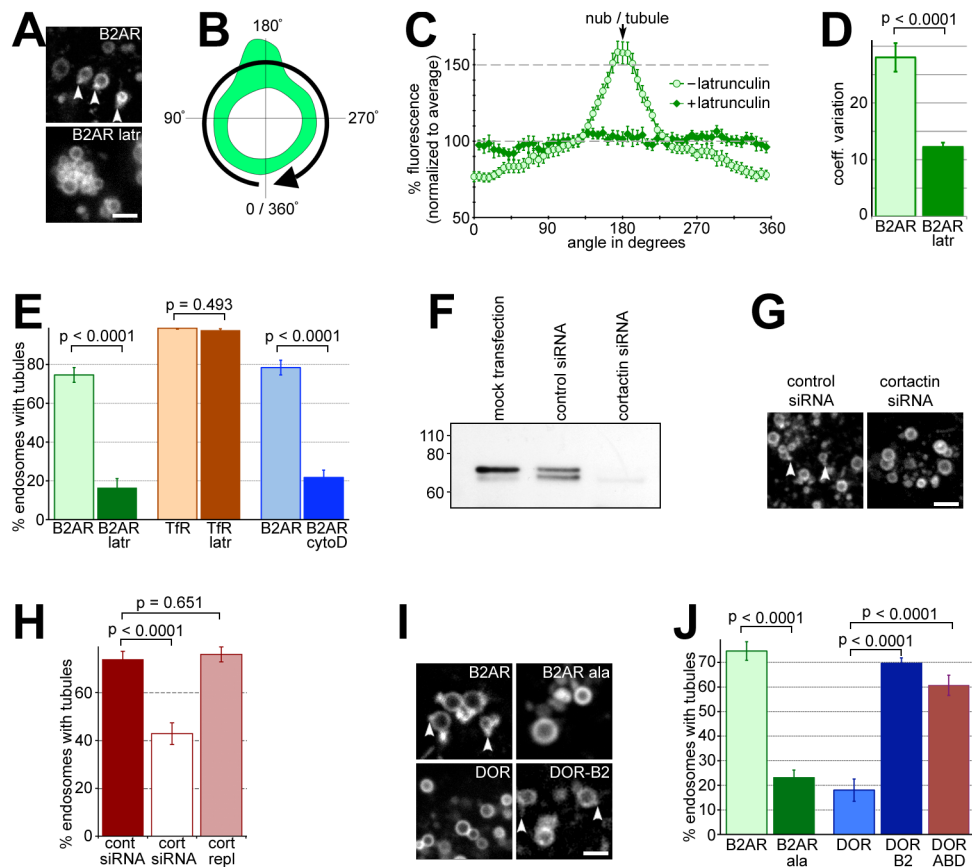 A
B2AR
B2AR latr
B
180°
90°
270°
0 / 360°
C
nub / tubule
% fluorescence
(normalized to average)
150
100
50
–latrunculin
+latrunculin
0
90
180
270
360
angle in degrees
D
p < 0.0001
coeff. variation
20
10
0
B2AR
B2AR
latr
E
p = 0.493
p < 0.0001
p < 0.0001
% endosomes with tubules
80
60
40
20
0
B2AR
B2AR
latr
TfR
TfR
latr
B2AR
B2AR
cytoD
F
mock transfection
control siRNA
cortactin siRNA
110
80
60
G
control
siRNA
cortactin
siRNA
H
p = 0.651
p < 0.0001
% endosomes with tubules
60
40
20
0
cont
siRNA
cort
siRNA
cort
repl
I
B2AR
B2AR ala
DOR
DOR-B2
J
p < 0.0001
p < 0.0001
p < 0.0001
% endosomes with tubules
70
60
50
40
30
20
10
0
B2AR
B2AR
ala
DOR
DOR
B2
DOR
ABD